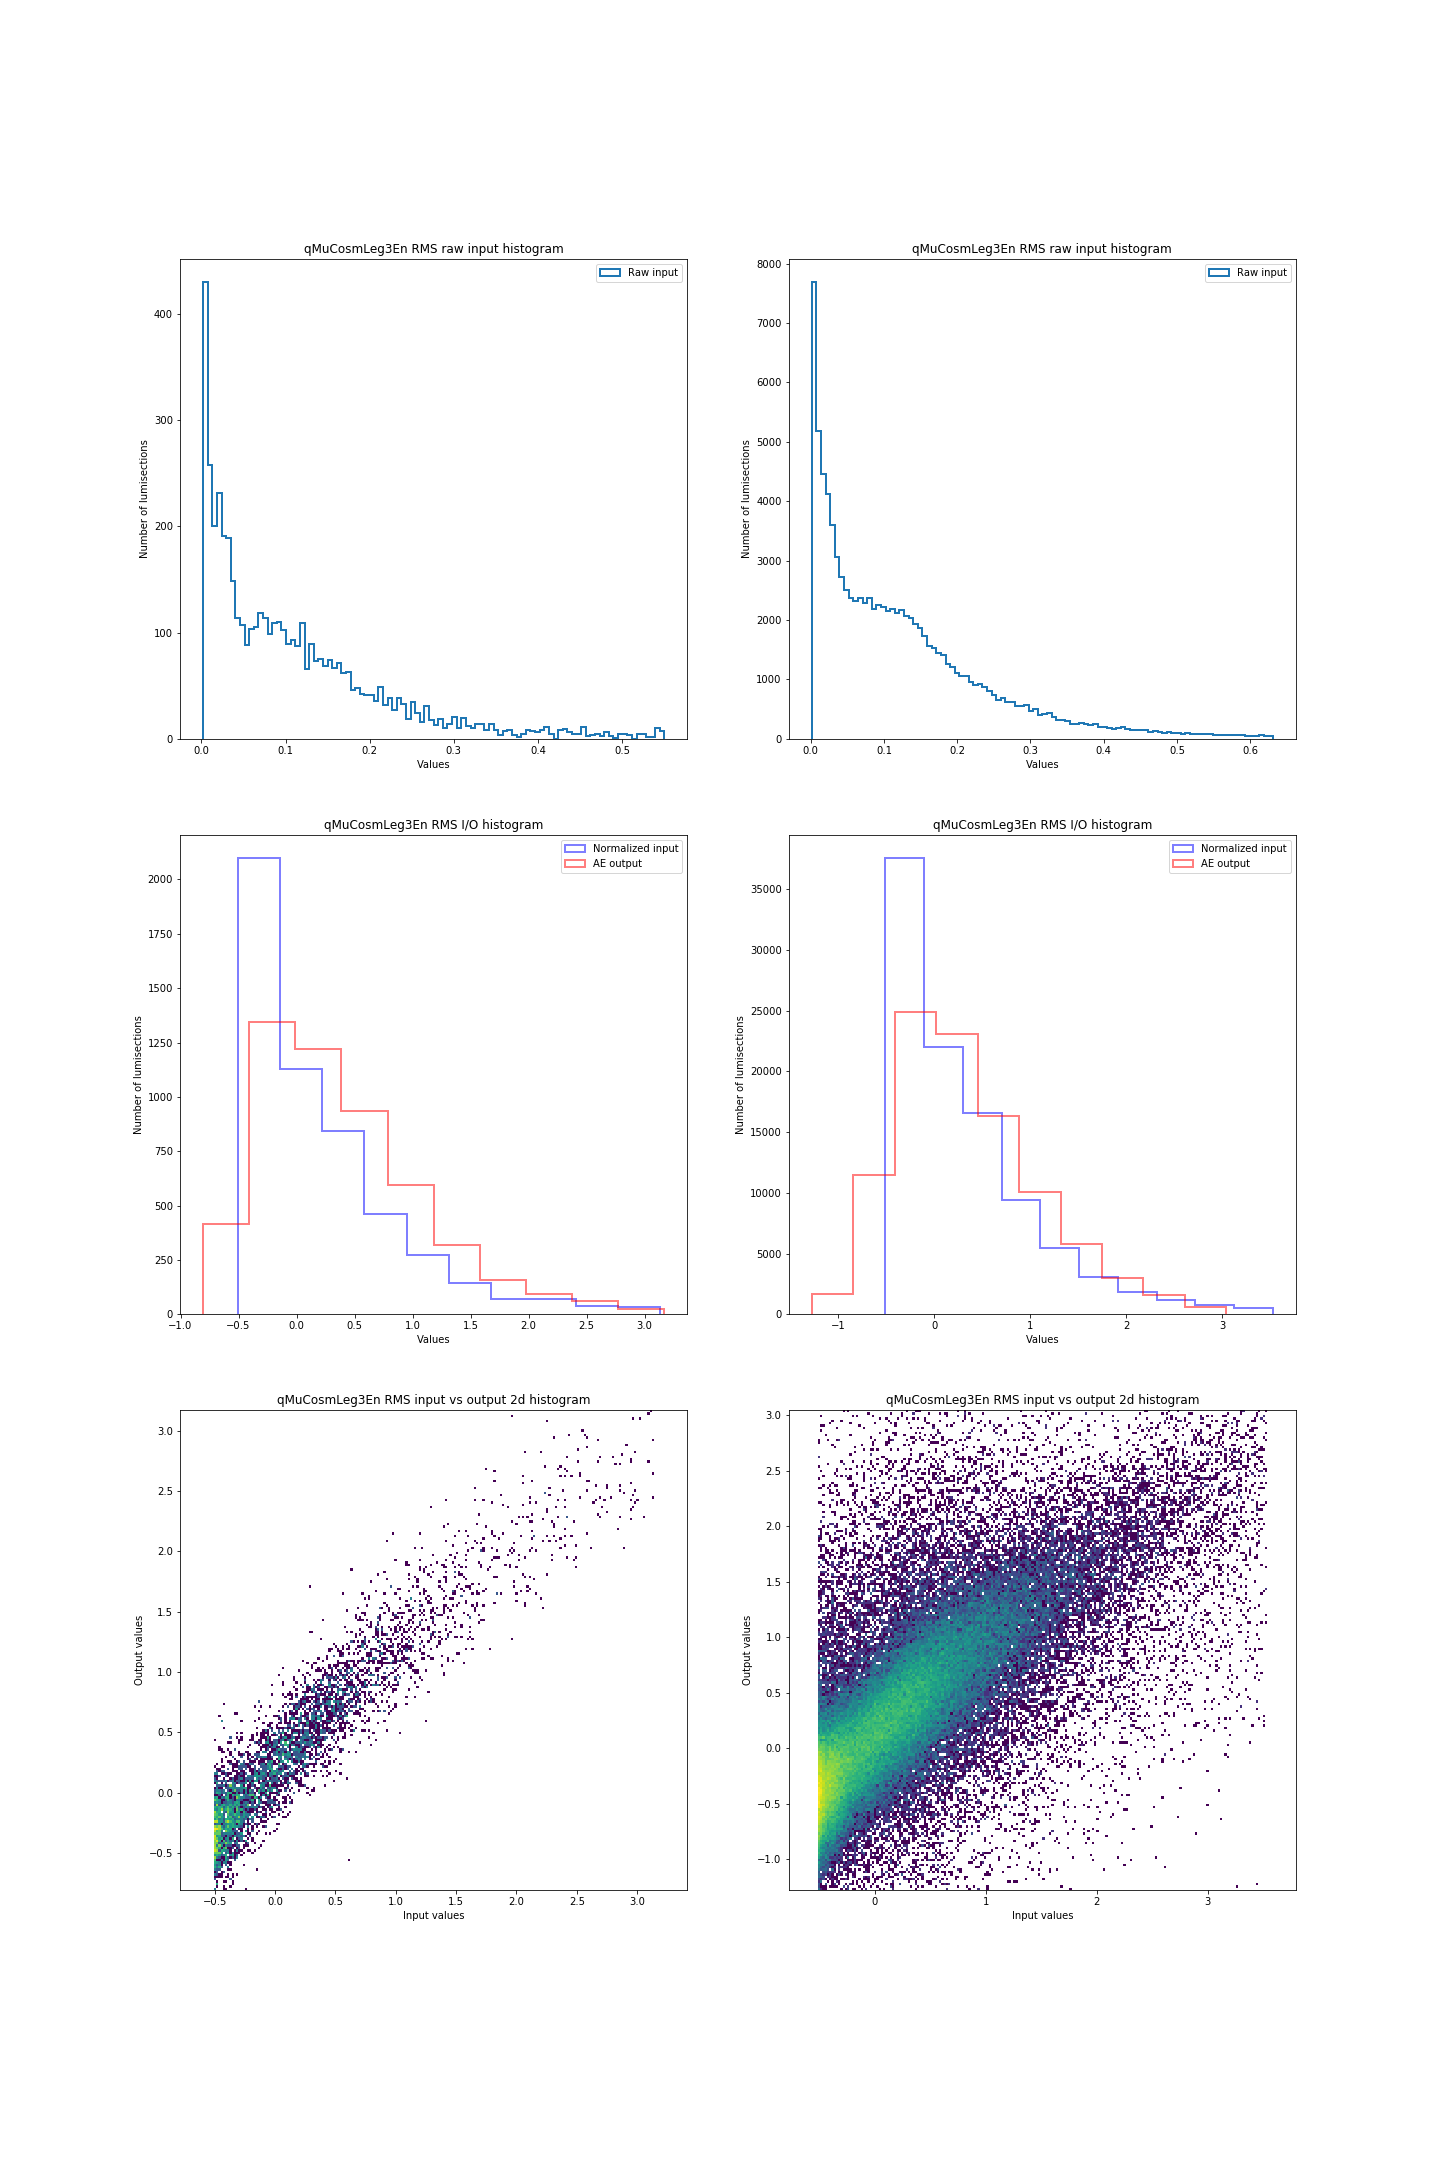 qMuCosmLeg3En RMS raw input histogram
Raw input
Number of lumisections
400
300
200
100
0
0.0 0.1 0.2 0.3 0.4 0.5
Values
qMuCosmLeg3En RMS raw input histogram
Raw input
Number of lumisections
8000
7000
6000
5000
4000
3000
2000
1000
0
0.0 0.1 0.2 0.3 0.4 0.5 0.6
Values
qMuCosmLeg3En RMS I/O histogram
Normalized input
AE output
Number of lumisections
2000
1750
1500
1250
1000
750
500
250
0
−1.0 −0.5 0.0 0.5 1.0 1.5 2.0 2.5 3.0
Values
qMuCosmLeg3En RMS I/O histogram
Normalized input
AE output
Number of lumisections
35000
30000
25000
20000
15000
10000
5000
0
−1 0 1 2 3
Values
qMuCosmLeg3En RMS input vs output 2d histogram
Output values
3.0
2.5
2.0
1.5
1.0
0.5
0.0
−0.5
−0.5 0.0 0.5 1.0 1.5 2.0 2.5 3.0
Input values
qMuCosmLeg3En RMS input vs output 2d histogram
Output values
3.0
2.5
2.0
1.5
1.0
0.5
0.0
−0.5
−1.0
0 1 2 3
Input values